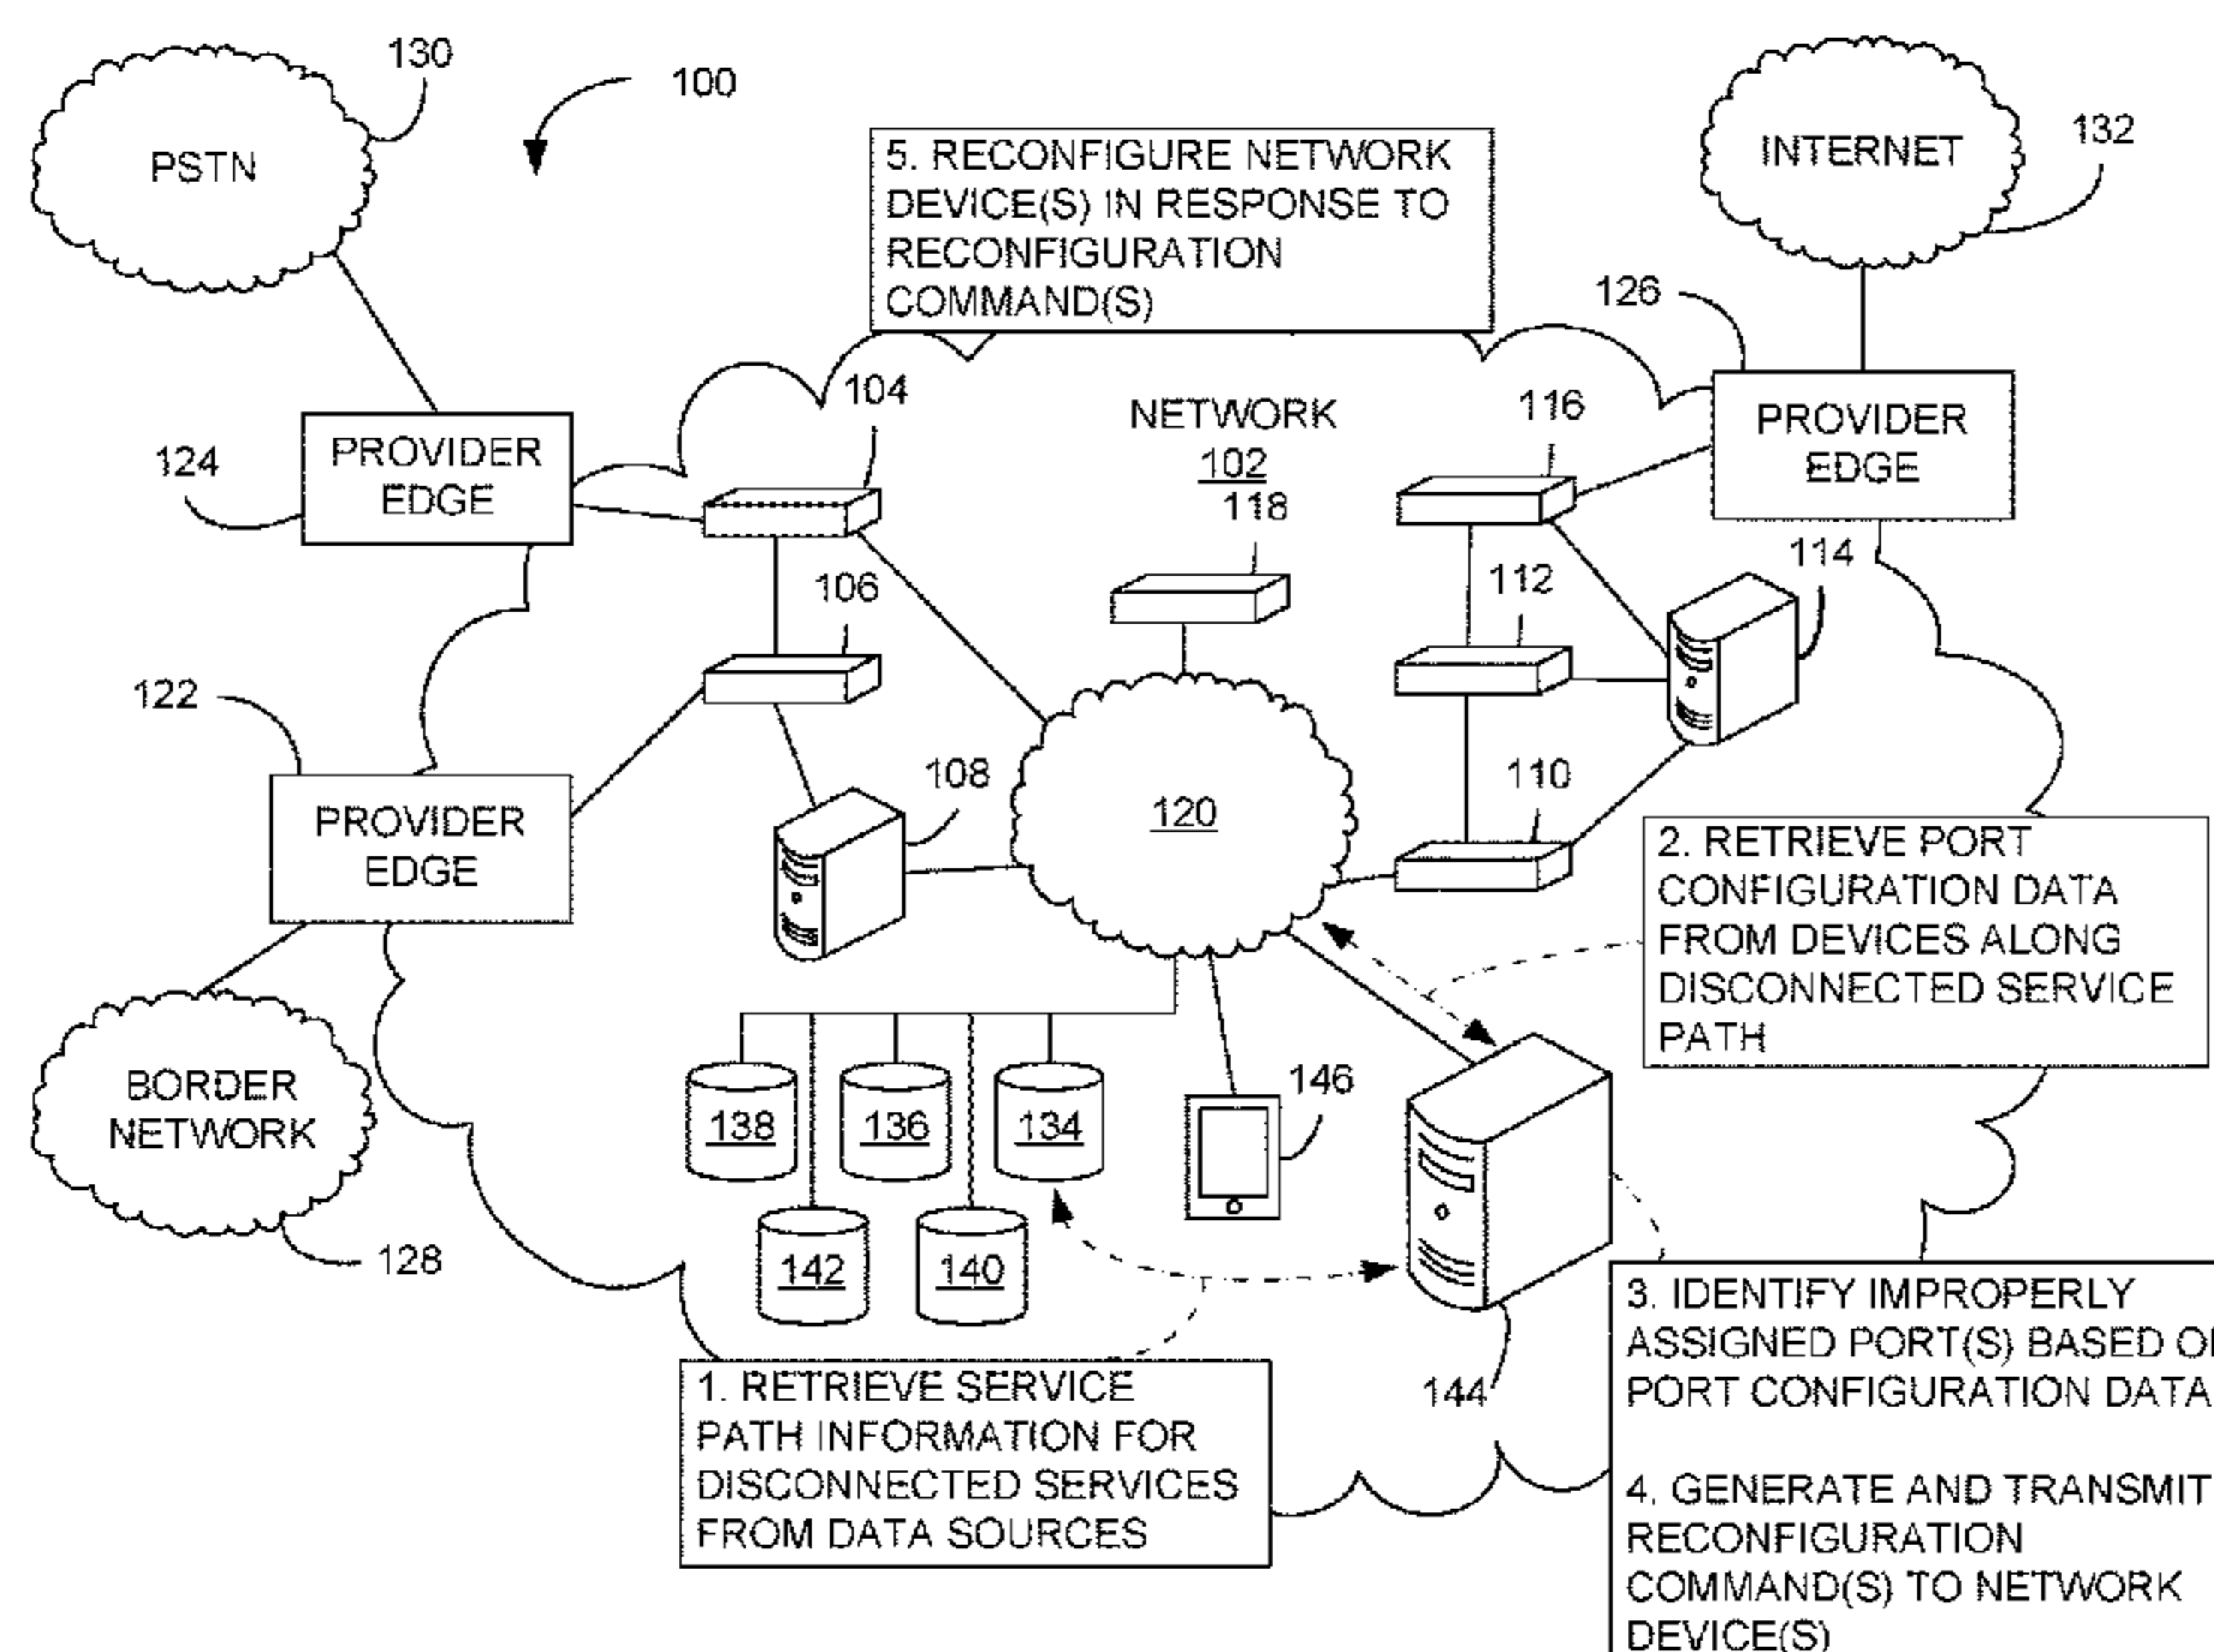 130
100
PSTN
5. RECONFIGURE NETWORK
DEVICE(S) IN RESPONSE TO
RECONFIGURATION
COMMAND(S)
INTERNET
132
126
104
NETWORK
102
116
PROVIDER
EDGE
124
PROVIDER
EDGE
118
106
112
114
122
108
110
PROVIDER
EDGE
120
2. RETRIEVE PORT
CONFIGURATION DATA
FROM DEVICES ALONG
DISCONNECTED SERVICE
PATH
BORDER
NETWORK
138
136
134
146
128
142
140
3. IDENTIFY IMPROPERLY
ASSIGNED PORT(S) BASED
PORT CONFIGURATION DATA
144
1. RETRIEVE SERVICE
PATH INFORMATION FOR
DISCONNECTED SERVICES
FROM DATA SOURCES
4. GENERATE AND TRANSMIT
RECONFIGURATION
COMMAND(S) TO NETWORK
DEVICE(S)